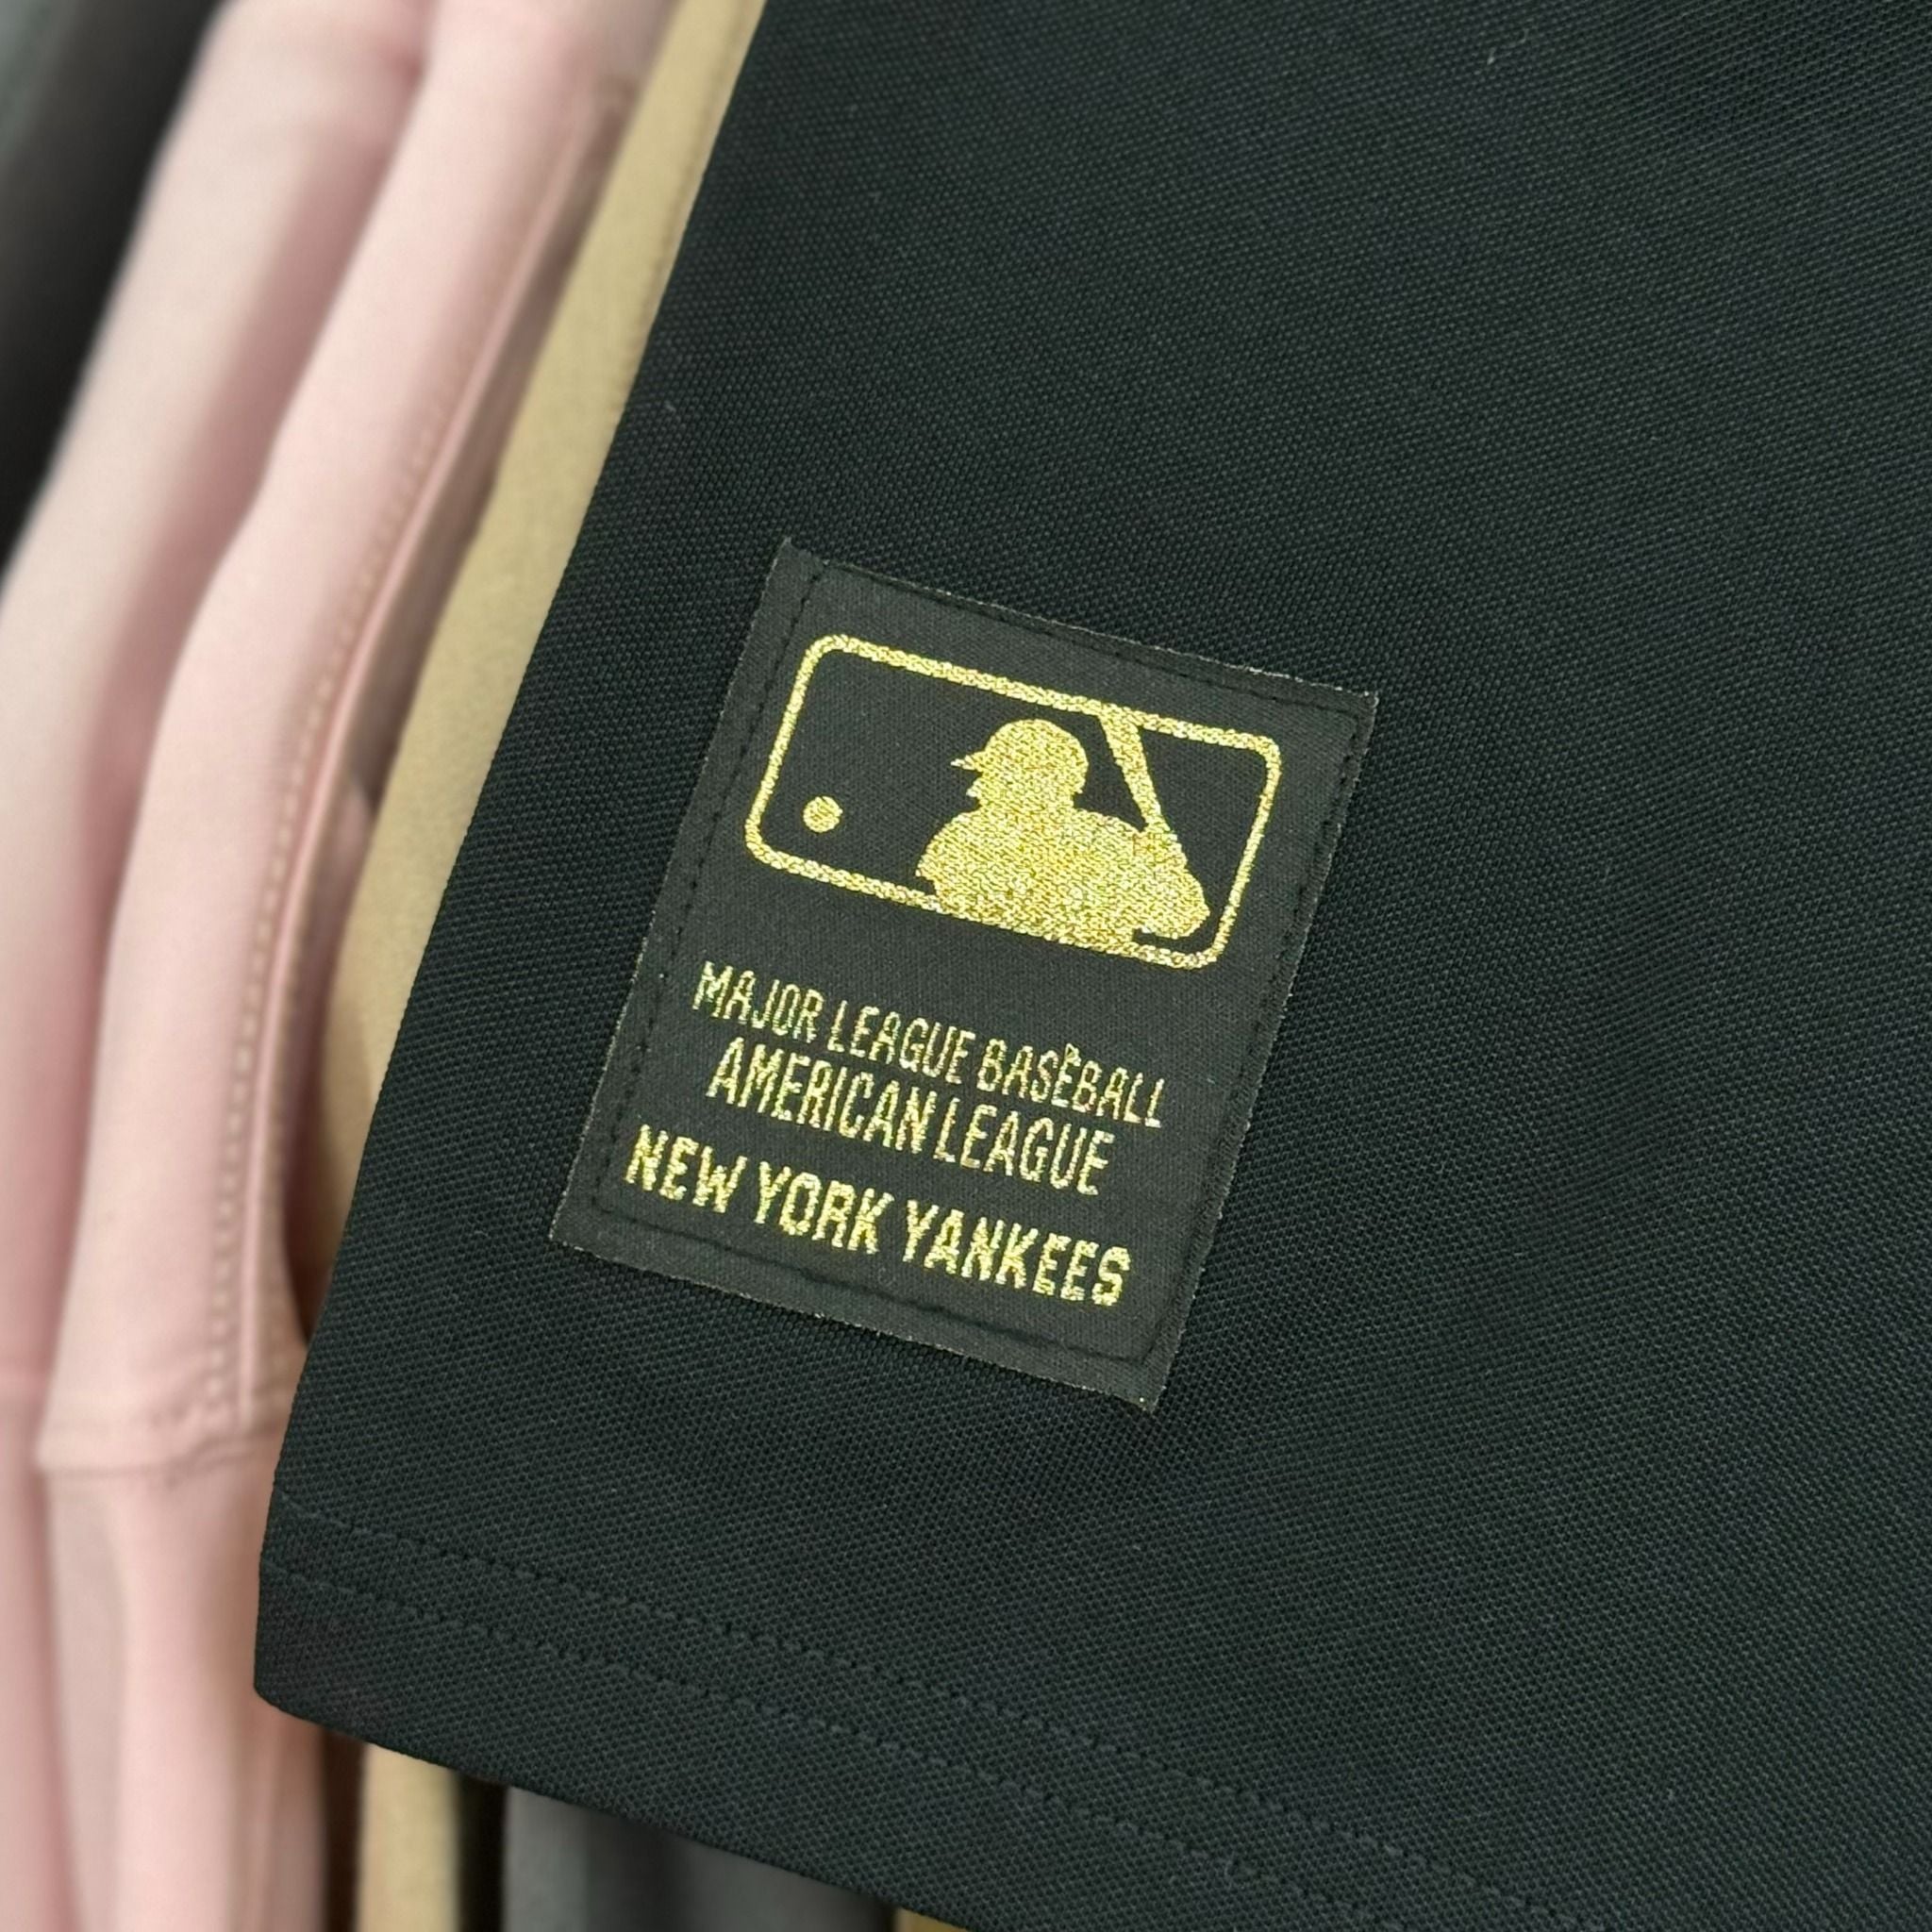 MAJOR LEAGUE BASEBALL
AMERICAN LEAGUE
NEW YORK YANKEES